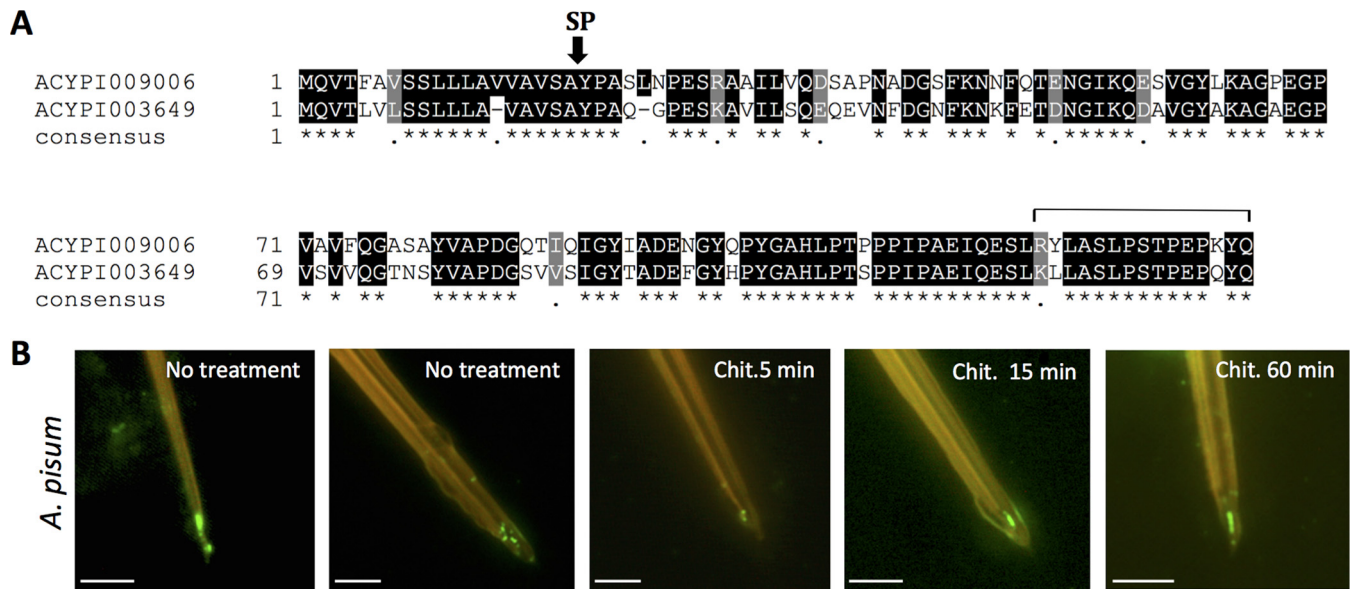 A
SP
ACYPI009006 1 MQVTFAVSSLLLAVVAVSAYPASLNPESRAAILVQDSAPNADGSFKNNFQTENGIKQESVGYLKAGPEGP
ACYPI003649 1 MQVTLVLSSLLLA-VAVSAYPAQ-GPESKAVILSQEQEVNFDGNFKNKFETDNGIKQDAVGYAKAGAEGP
consensus 1 ****  .******.******** . ***.* ** *.   * ** *** * *.*****. *** *** ***
ACYPI009006 71 VAVFQGASAYVAPDGQTIQIGYIADENGYQPYGAHLPTPPPIPAEIQESLRYLASLPSTPEPKYQ
ACYPI003649 69 VSVVQGTNSYVAPDGSVVSIGYTADEFGYHPYGAHLPTSPPIPAEIQESLKLLASLPSTPEPQYQ
consensus 71 * * **   ******  . *** *** ** ******** ***********. ********** **
B
A. pisum
No treatment
No treatment
Chit.5 min
Chit. 15 min
Chit. 60 min